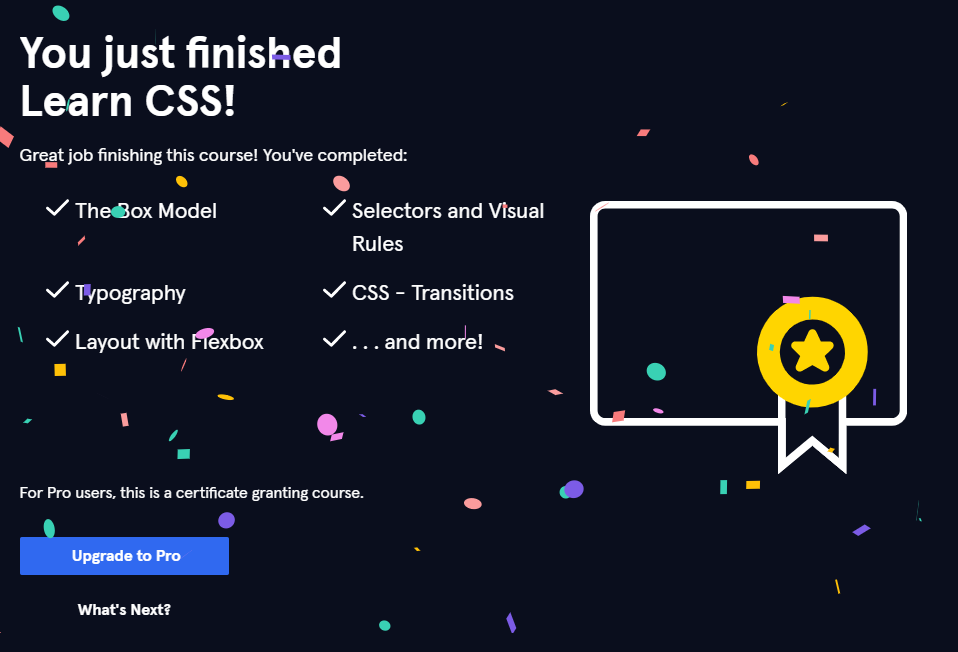 You just finished
Learn CSS!
Great job finishing this course! You've completed:
The Box Model
Selectors and Visual
Rules
Typography
CSS - Transitions
Layout with Flexbox
. . . and more!
For Pro users, this is a certificate granting course.
Upgrade to Pro
What's Next?